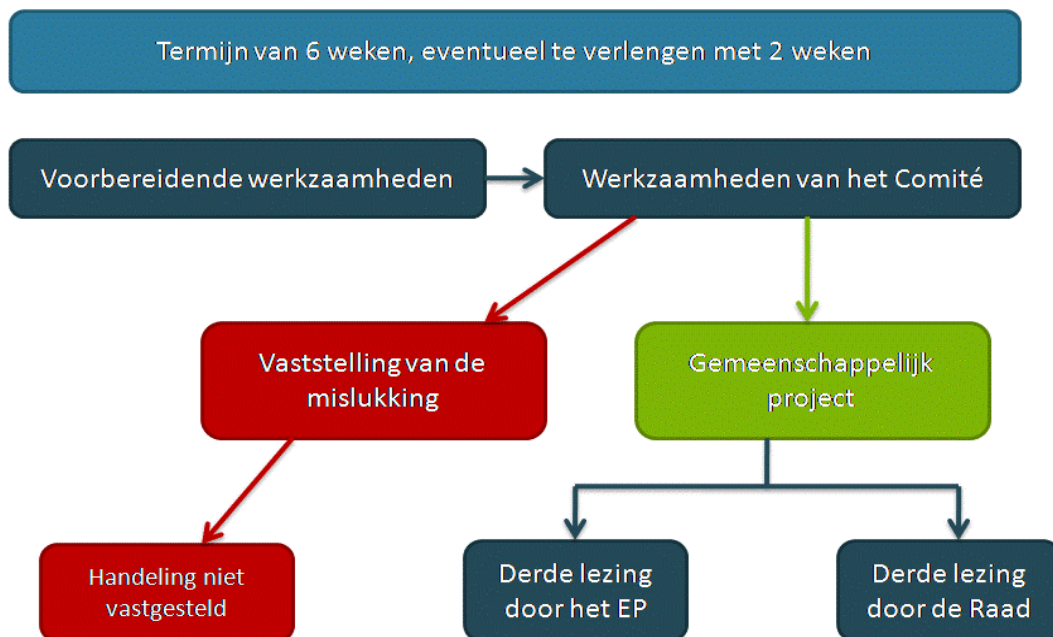 Termijn van 6 weken, eventueel te verlengen met 2 weken
Voorbereidende werkzaamheden
Werkzaamheden van het Comité
Vaststelling van de
mislukking
Gemeenschappelijk
project
Handeling niet
vastgesteld
Derde lezing
door het EP
Derde lezing
door de Raad